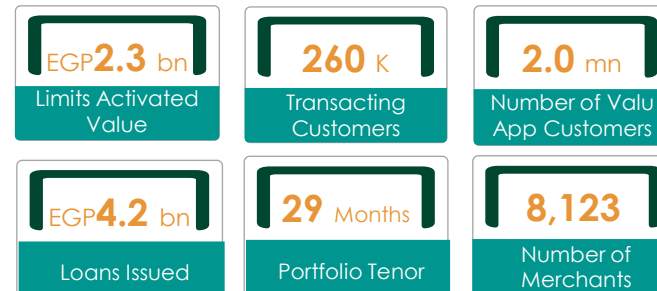 EGP2.3 bn
Limits Activated
Value
260 K
Transacting
Customers
2.0 mn
Number of Valu
App Customers
EGP4.2 bn
Loans Issued
29 Months
Portfolio Tenor
8,123
Number of
Merchants